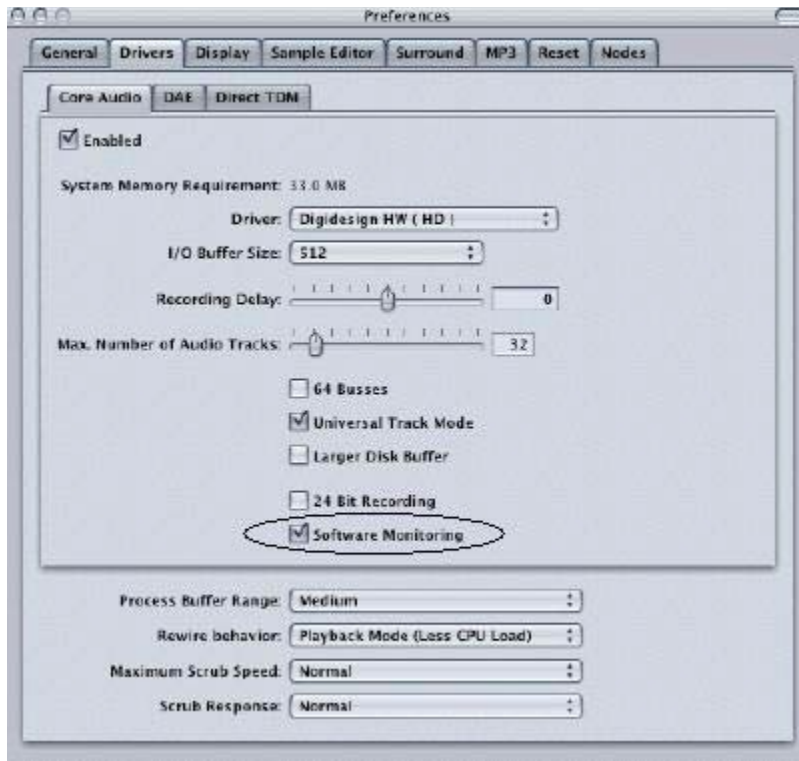 Preferences
General Drivers Display Sample Editor Surround MP3 Reset Nodes
Core Audio DAE Direct TDM
Enabled
System Memory Requirement: 33.0 MB
Driver: Digidesign HW ( HD )
I/O Buffer Size: 512
Recording Delay: 0
Max. Number of Audio Tracks: 32
64 Busses
Universal Track Mode
Larger Disk Buffer
24 Bit Recording
Software Monitoring
Process Buffer Range: Medium
Rewire behavior: Playback Mode (Less CPU Load)
Maximum Scrub Speed: Normal
Scrub Response: Normal